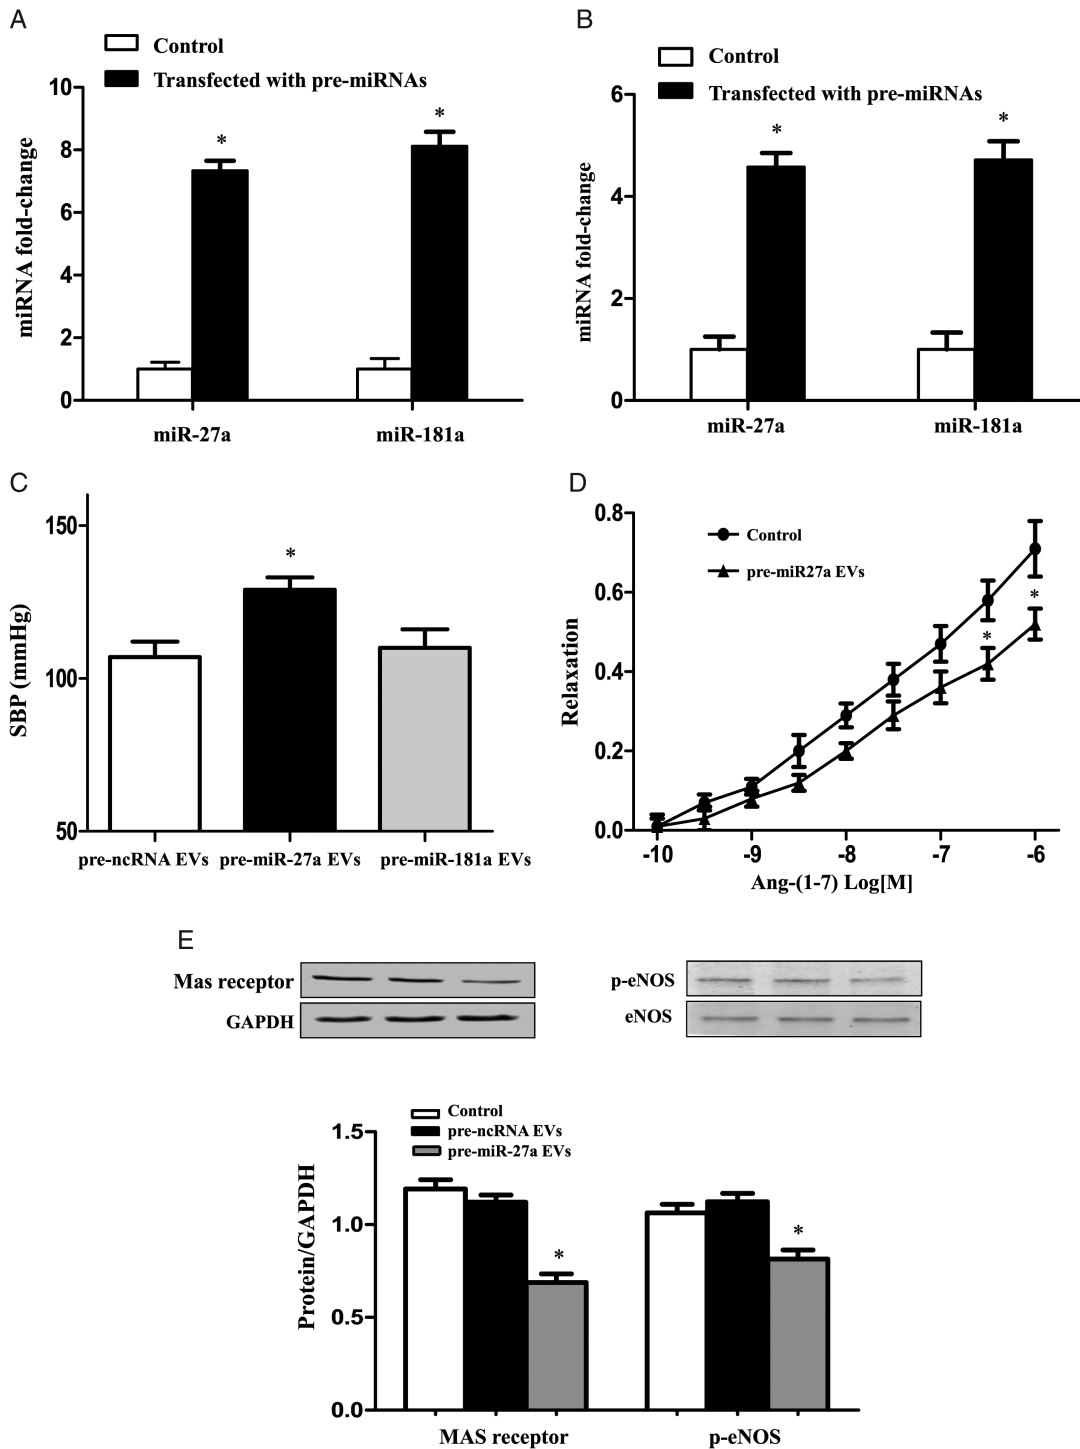 A
Control
Transfected with pre-miRNAs
*
*
miRNA fold-change
10
8
6
4
2
0
miR-27a
miR-181a
B
Control
Transfected with pre-miRNAs
*
*
miRNA fold-change
6
4
2
0
miR-27a
miR-181a
C
*
SBP (mmHg)
150
100
50
pre-ncRNA EVs
pre-miR-27a EVs
pre-miR-181a EVs
D
Control
pre-miR27a EVs
*
*
Relaxation
0.8
0.6
0.4
0.2
0.0
-10
-9
-8
-7
-6
Ang-(1-7) Log[M]
E
Mas receptor
GAPDH
p-eNOS
eNOS
Control
pre-ncRNA EVs
pre-miR-27a EVs
*
*
Protein/GAPDH
1.5
1.0
0.5
0.0
MAS receptor
p-eNOS